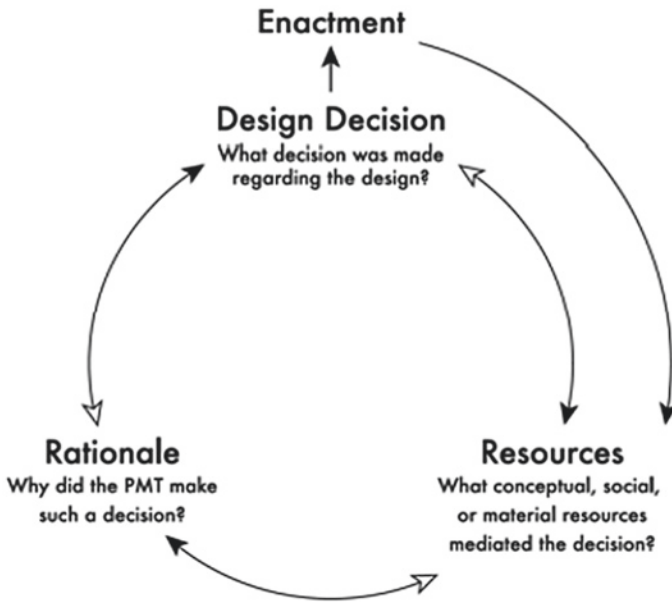 Enactment
Design Decision
What decision was made
regarding the design?
Rationale
Why did the PMT make
such a decision?
Resources
What conceptual, social,
or material resources
mediated the decision?